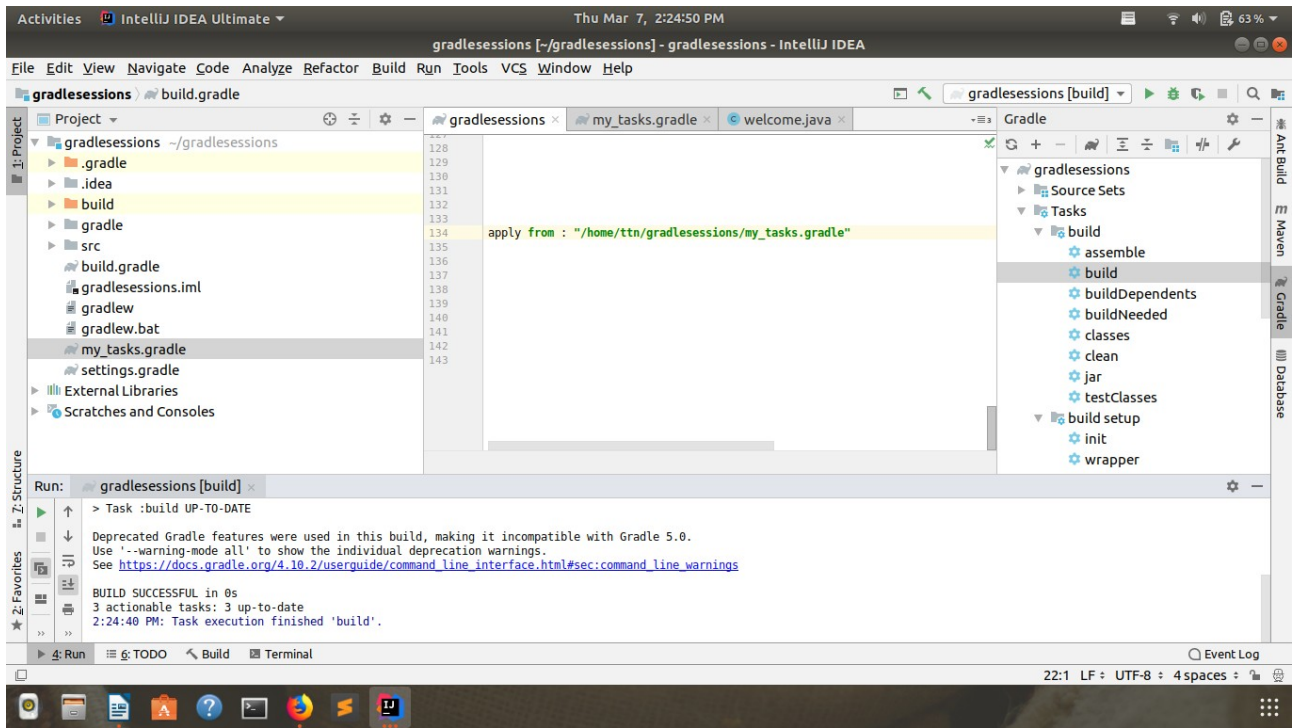 Activities IntelliJ IDEA Ultimate Thu Mar 7, 2:24:50 PM 63 %
gradlesessions [~/gradlesessions] - gradlesessions - IntelliJ IDEA
File Edit View Navigate Code Analyze Refactor Build Run Tools VCS Window Help
gradlesessions build.gradle gradlesessions [build]
1: Project
Z: Structure
2: Favorites
Project
gradlesessions ~/gradlesessions
.gradle
.idea
build
gradle
src
build.gradle
gradlesessions.iml
gradlew
gradlew.bat
my_tasks.gradle
settings.gradle
External Libraries
Scratches and Consoles
gradlesessions my_tasks.gradle welcome.java
128
129
130
131
132
133
134 apply from : "/home/ttn/gradlesessions/my_tasks.gradle"
135
136
137
138
139
140
141
142
143
Gradle
gradlesessions
Source Sets
Tasks
build
assemble
build
buildDependents
buildNeeded
classes
clean
jar
testClasses
build setup
init
wrapper
Ant Build
m Maven
Gradle
Database
Run: gradlesessions [build]
> Task :build UP-TO-DATE
Deprecated Gradle features were used in this build, making it incompatible with Gradle 5.0.
Use '--warning-mode all' to show the individual deprecation warnings.
See https://docs.gradle.org/4.10.2/userguide/command_line_interface.html#sec:command_line_warnings
BUILD SUCCESSFUL in 0s
3 actionable tasks: 3 up-to-date
2:24:40 PM: Task execution finished 'build'.
4: Run 6: TODO Build Terminal Event Log
22:1 LF UTF-8 4 spaces